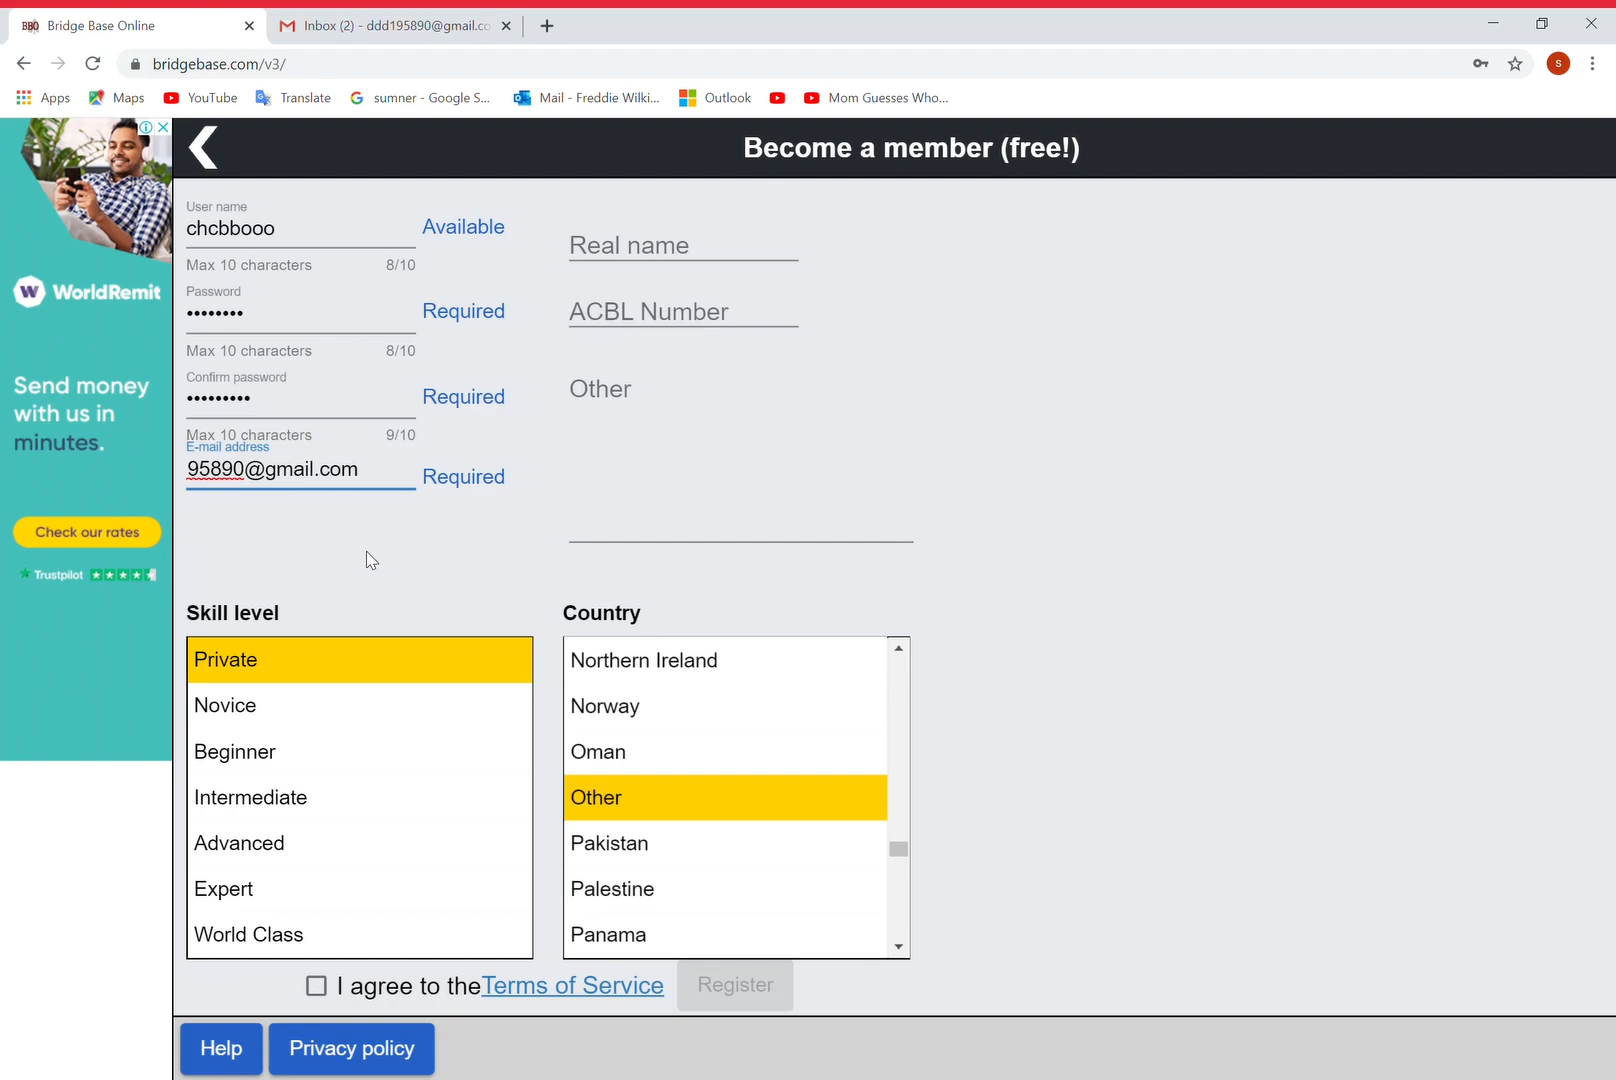 BBO Bridge Base Online
Inbox (2) - ddd195890@gmail.co
bridgebase.com/v3/
S
Apps
Maps
YouTube
Translate
sumner - Google S...
Mail - Freddie Wilki...
Outlook
Mom Guesses Who...
Become a member (free!)
User name
chcbbooo
Available
Max 10 characters 8/10
Password
•••••••• Required
Max 10 characters 8/10
Confirm password
••••••••• Required
Max 10 characters 9/10
E-mail address
95890@gmail.com
Required
Real name
ACBL Number
Other
WorldRemit
Send money
with us in
minutes.
Check our rates
Trustpilot
Skill level
Private
Novice
Beginner
Intermediate
Advanced
Expert
World Class
Country
Northern Ireland
Norway
Oman
Other
Pakistan
Palestine
Panama
I agree to theTerms of Service
Register
Help
Privacy policy